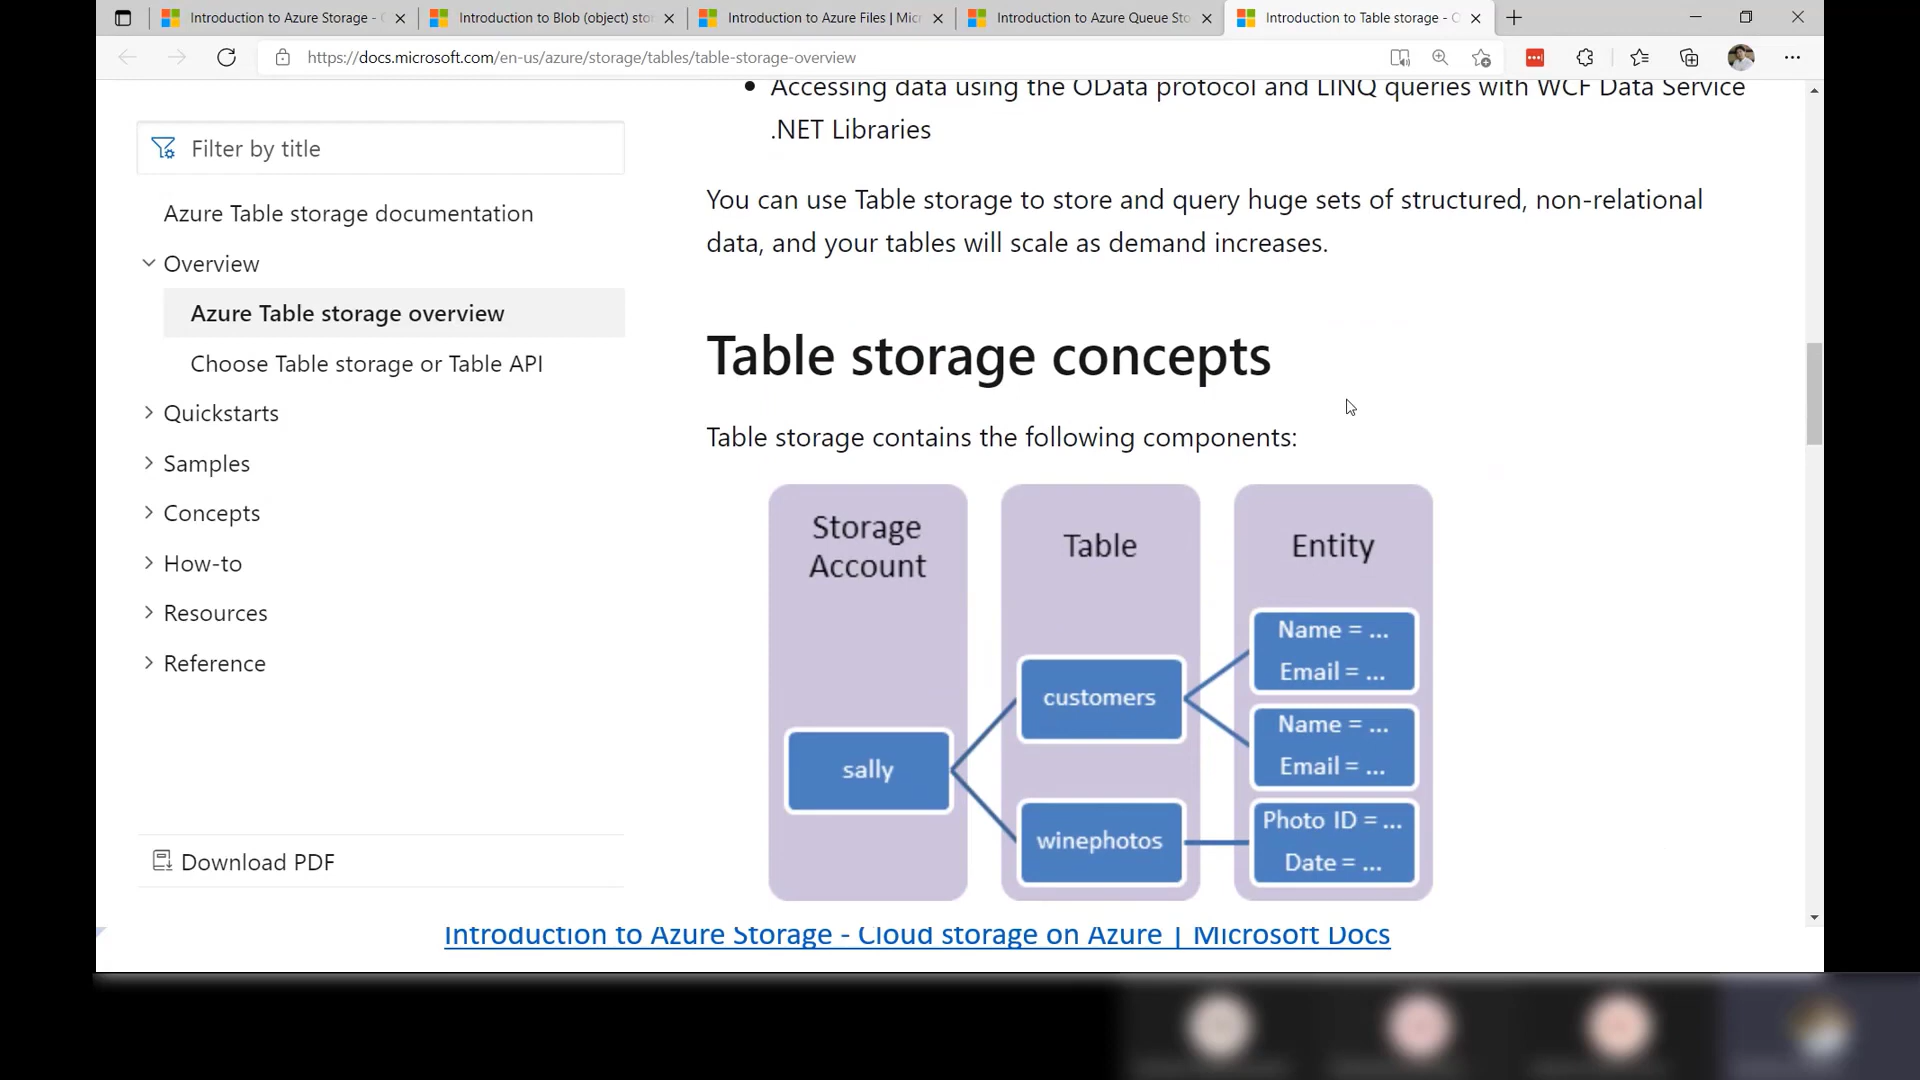 Introduction to Azure Storage - C
Introduction to Blob (object) stor
Introduction to Azure Files | Micr
Introduction to Azure Queue Sto
Introduction to Table storage - C
https://docs.microsoft.com/en-us/azure/storage/tables/table-storage-overview
Filter by title
Azure Table storage documentation
Overview
Azure Table storage overview
Choose Table storage or Table API
Quickstarts
Samples
Concepts
How-to
Resources
Reference
Download PDF
Accessing data using the OData protocol and LINQ queries with WCF Data Service
.NET Libraries
You can use Table storage to store and query huge sets of structured, non-relational
data, and your tables will scale as demand increases.
Table storage concepts
Table storage contains the following components:
Storage
Account
sally
Table
customers
winephotos
Entity
Name = ...
Email = ...
Name = ...
Email = ...
Photo ID = ...
Date = ...
Introduction to Azure Storage - Cloud storage on Azure | Microsoft Docs